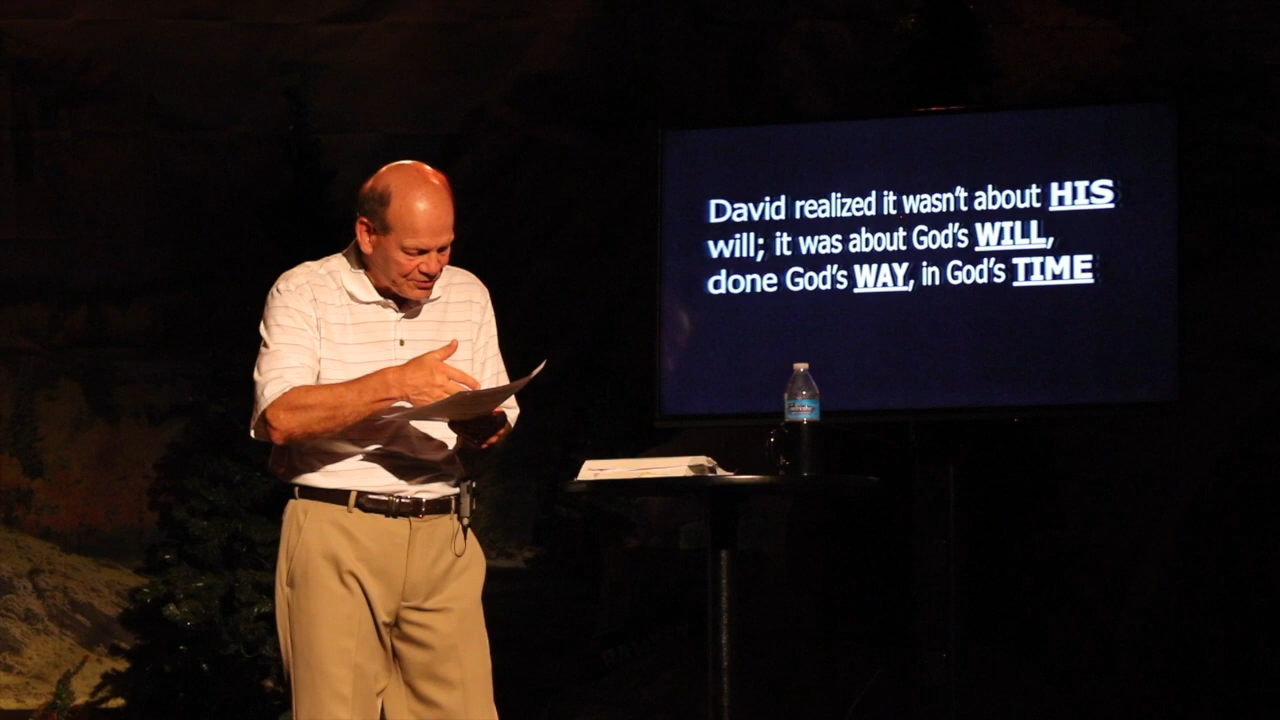 David realized it wasn't about HIS
will; it was about God's WILL,
done God's WAY, in God's TIME